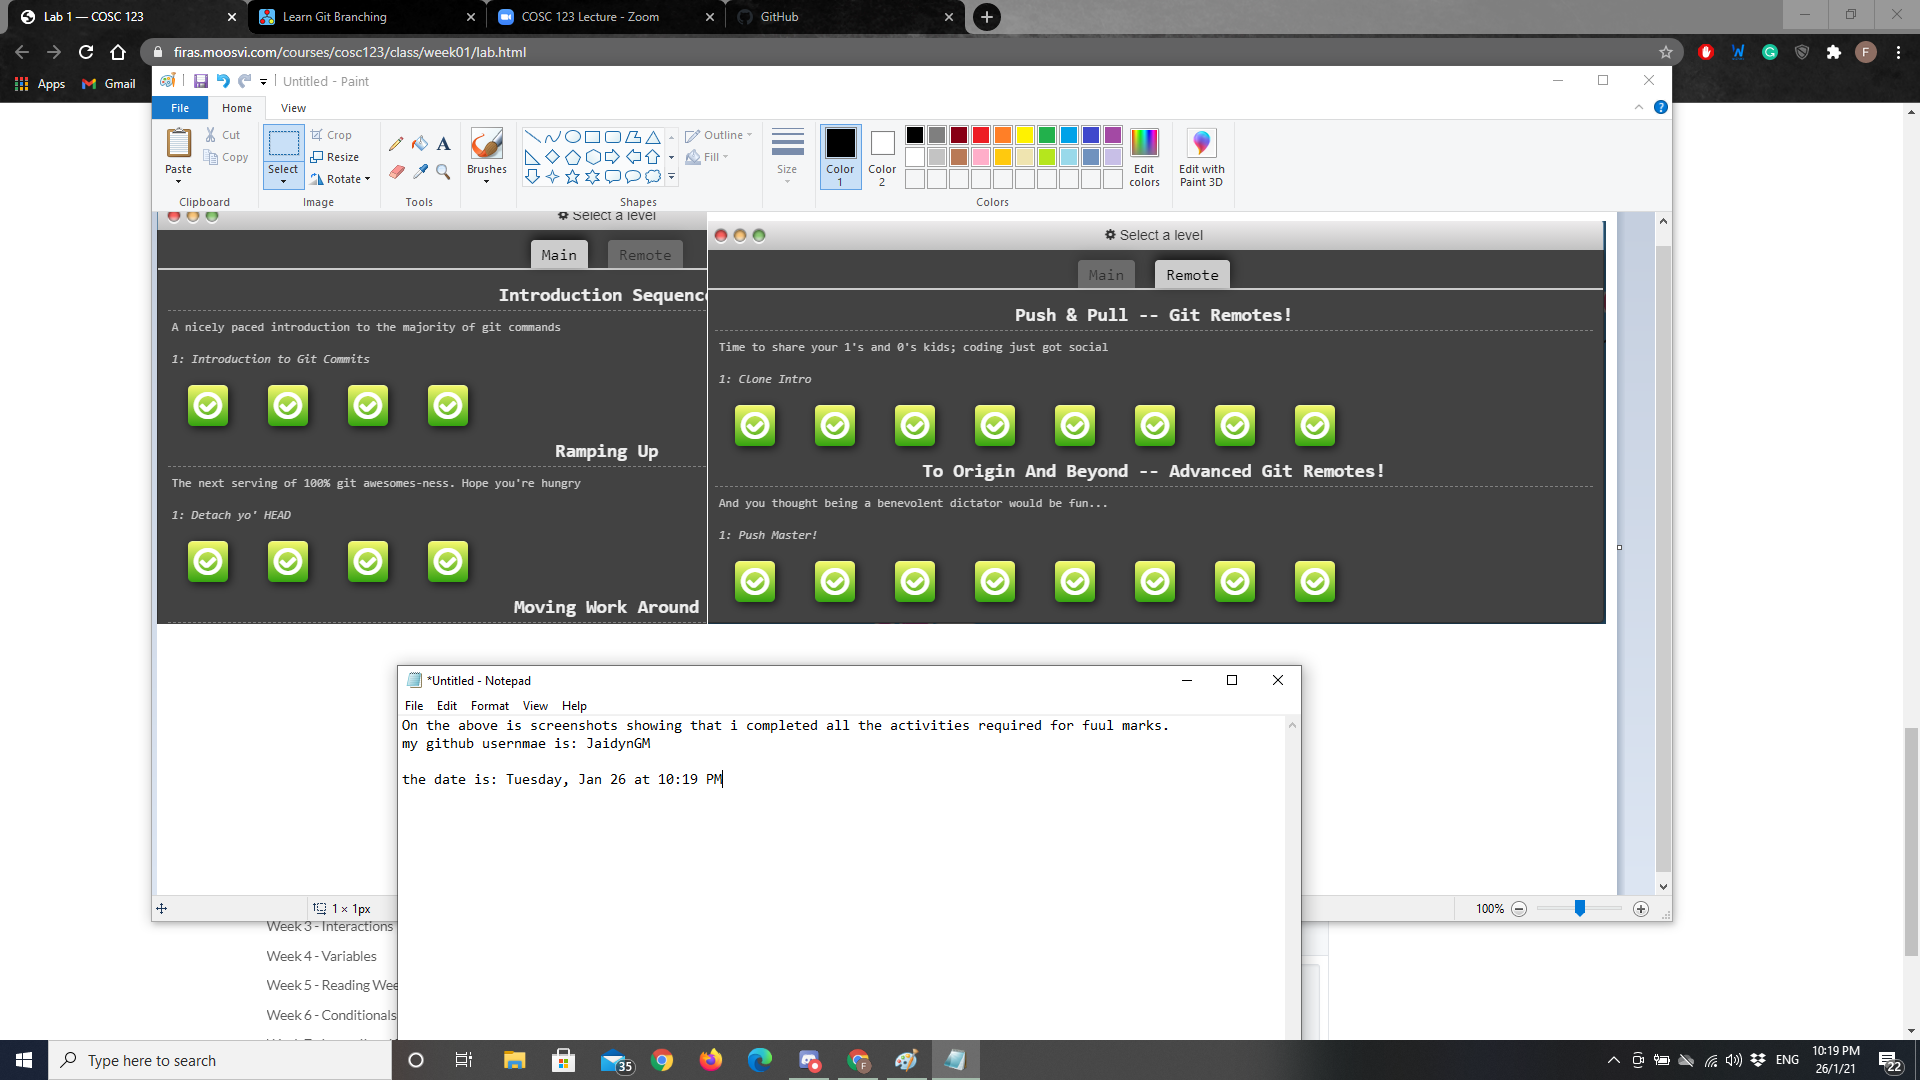 Lab 1 — COSC 123
Learn Git Branching
COSC 123 Lecture - Zoom
GitHub
firas.moosvi.com/courses/cosc123/class/week01/lab.html
F
Apps
Gmail
Untitled - Paint
File
Home
View
Paste
Cut
Copy
Clipboard
Select
Crop
Resize
Rotate
Image
A
Tools
Brushes
Shapes
Outline
Fill
Size
Color
1
Color
2
Edit
colors
Colors
Edit with
Paint 3D
Select a level
Main
Remote
Introduction Sequenc
A nicely paced introduction to the majority of git commands
1: Introduction to Git Commits
Ramping Up
The next serving of 100% git awesomes-ness. Hope you're hungry
1: Detach yo' HEAD
Moving Work Around
Select a level
Main
Remote
Push & Pull -- Git Remotes!
Time to share your 1's and 0's kids; coding just got social
1: Clone Intro
To Origin And Beyond -- Advanced Git Remotes!
And you thought being a benevolent dictator would be fun...
1: Push Master!
*Untitled - Notepad
File
Edit
Format
View
Help
On the above is screenshots showing that i completed all the activities required for fuul marks.
my github usernmae is: JaidynGM
the date is: Tuesday, Jan 26 at 10:19 PM
1 × 1px
100%
Week 3 - Interactions
Week 4 - Variables
Week 5 - Reading Wee
Week 6 - Conditionals
Type here to search
35
F
ENG
10:19 PM
26/1/21
22